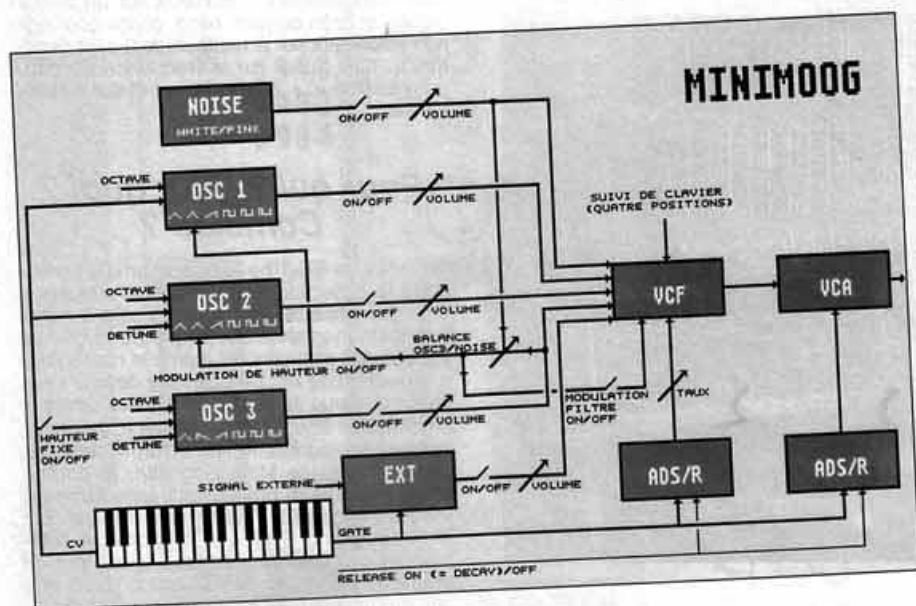 MINIMOOG
NOISE
WHITE/PINK
ON/OFF
VOLUME
OCTAVE
OSC 1
ON/OFF
VOLUME
SUIVI DE CLAVIER
(QUATRE POSITIONS)
OCTAVE
OSC 2
DETUNE
ON/OFF
VOLUME
VCF
VCA
BALANCE
OSC3/NOISE
MODULATION DE HAUTEUR ON/OFF
OCTAVE
OSC 3
DETUNE
HAUTEUR
FIXE
ON/OFF
ON/OFF
VOLUME
MODULATION
FILTRE
ON/OFF
TAUX
SIGNAL EXTERNE
EXT
ON/OFF
VOLUME
ADS/R
ADS/R
CV
GATE
RELEASE ON (= DECAY)/OFF